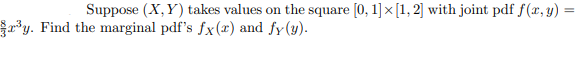 Suppose (X, Y) takes values on the square [0, 1]×[1, 2] with joint pdf f(x, y) =
8/3 x³y. Find the marginal pdf's f_X(x) and f_Y(y).